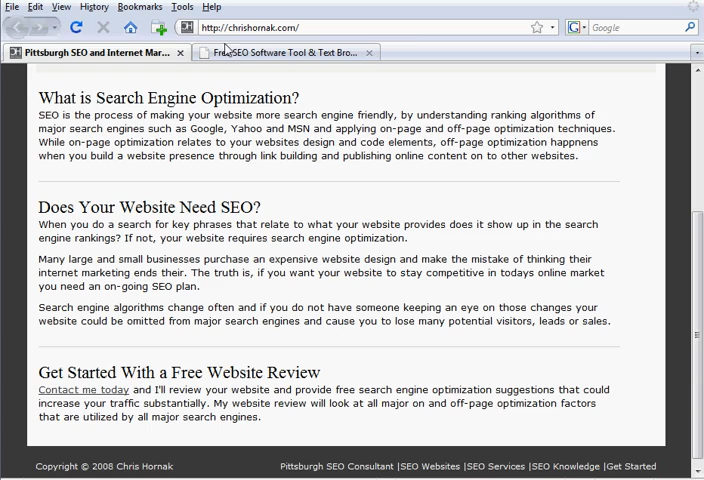 File Edit View History Bookmarks Tools Help
http://chrishornak.com/
Google
Pittsburgh SEO and Internet Mar...
Free SEO Software Tool & Text Bro...
What is Search Engine Optimization?
SEO is the process of making your website more search engine friendly, by understanding ranking algorithms of
major search engines such as Google, Yahoo and MSN and applying on-page and off-page optimization techniques.
While on-page optimization relates to your websites design and code elements, off-page optimization happnens
when you build a website presence through link building and publishing online content on to other websites.
Does Your Website Need SEO?
When you do a search for key phrases that relate to what your website provides does it show up in the search
engine rankings? If not, your website requires search engine optimization.
Many large and small businesses purchase an expensive website design and make the mistake of thinking their
internet marketing ends their. The truth is, if you want your website to stay competitive in todays online market
you need an on-going SEO plan.
Search engine algorithms change often and if you do not have someone keeping an eye on those changes your
website could be omitted from major search engines and cause you to lose many potential visitors, leads or sales.
Get Started With a Free Website Review
Contact me today and I'll review your website and provide free search engine optimization suggestions that could
increase your traffic substantially. My website review will look at all major on and off-page optimization factors
that are utilized by all major search engines.
Copyright © 2008 Chris Hornak
Pittsburgh SEO Consultant |SEO Websites |SEO Services |SEO Knowledge |Get Started